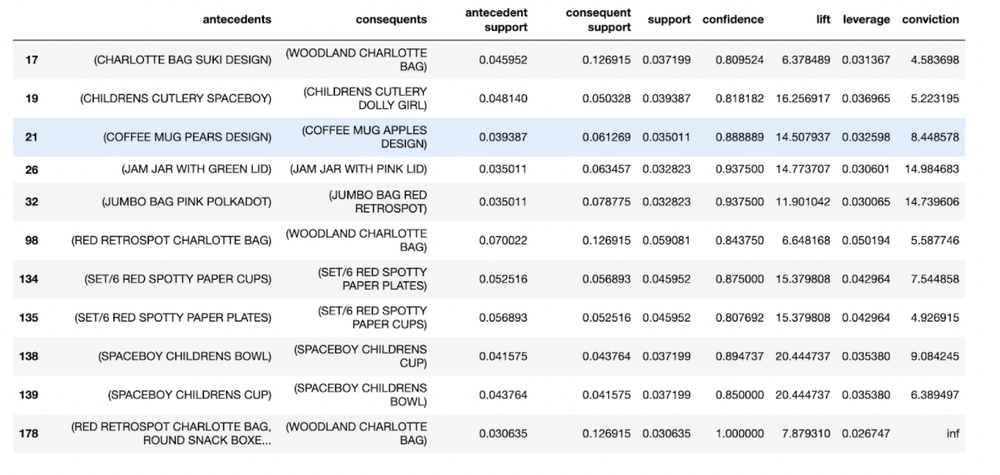 antecedents consequents antecedent support consequent support support confidence lift leverage conviction
17 (CHARLOTTE BAG SUKI DESIGN) (WOODLAND CHARLOTTE BAG) 0.045952 0.126915 0.037199 0.809524 6.378489 0.031367 4.583698
19 (CHILDRENS CUTLERY SPACEBOY) (CHILDRENS CUTLERY DOLLY GIRL) 0.048140 0.050328 0.039387 0.818182 16.256917 0.036965 5.223195
21 (COFFEE MUG PEARS DESIGN) (COFFEE MUG APPLES DESIGN) 0.039387 0.061269 0.035011 0.888889 14.507937 0.032598 8.448578
26 (JAM JAR WITH GREEN LID) (JAM JAR WITH PINK LID) 0.035011 0.063457 0.032823 0.937500 14.773707 0.030601 14.984683
32 (JUMBO BAG PINK POLKADOT) (JUMBO BAG RED RETROSPOT) 0.035011 0.078775 0.032823 0.937500 11.901042 0.030065 14.739606
98 (RED RETROSPOT CHARLOTTE BAG) (WOODLAND CHARLOTTE BAG) 0.070022 0.126915 0.059081 0.843750 6.648168 0.050194 5.587746
134 (SET/6 RED SPOTTY PAPER CUPS) (SET/6 RED SPOTTY PAPER PLATES) 0.052516 0.056893 0.045952 0.875000 15.379808 0.042964 7.544858
135 (SET/6 RED SPOTTY PAPER PLATES) (SET/6 RED SPOTTY PAPER CUPS) 0.056893 0.052516 0.045952 0.807692 15.379808 0.042964 4.926915
138 (SPACEBOY CHILDRENS BOWL) (SPACEBOY CHILDRENS CUP) 0.041575 0.043764 0.037199 0.894737 20.444737 0.035380 9.084245
139 (SPACEBOY CHILDRENS CUP) (SPACEBOY CHILDRENS BOWL) 0.043764 0.041575 0.037199 0.850000 20.444737 0.035380 6.389497
178 (RED RETROSPOT CHARLOTTE BAG, ROUND SNACK BOXE... (WOODLAND CHARLOTTE BAG) 0.030635 0.126915 0.030635 1.000000 7.879310 0.026747 inf